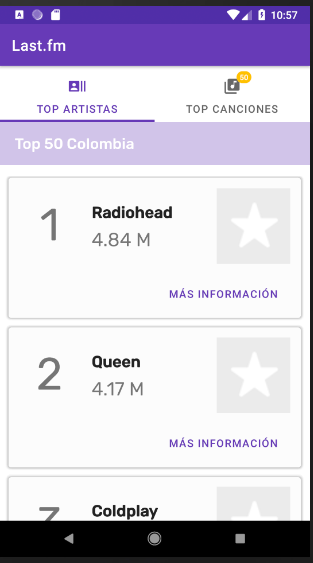 10:57
Last.fm
50
TOP ARTISTAS
TOP CANCIONES
Top 50 Colombia
1
Radiohead
4.84 M
MÁS INFORMACIÓN
2
Queen
4.17 M
MÁS INFORMACIÓN
3
Coldplay